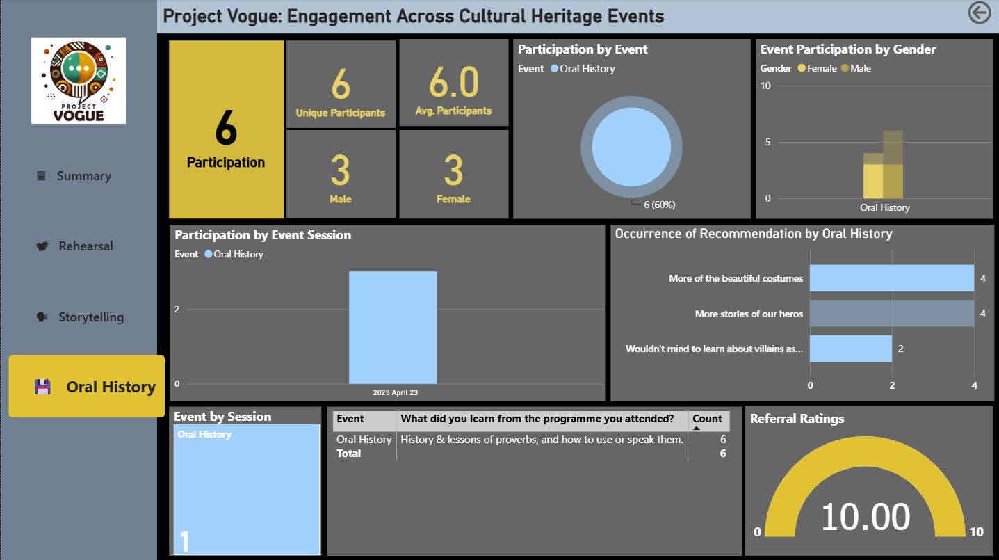 Project Vogue: Engagement Across Cultural Heritage Events
PROJECT
VOGUE
Summary
Rehearsal
Storytelling
Oral History
6
Participation
6
Unique Participants
6.0
Avg. Participants
3
Male
3
Female
Participation by Event
Event Oral History
6 (60%)
Event Participation by Gender
Gender Female Male
10
5
0
Oral History
Participation by Event Session
Event Oral History
2
0
2025 April 23
Occurrence of Recommendation by Oral History
More of the beautiful costumes 4
More stories of our heros 4
Wouldn't mind to learn about villains as... 2
0 2 4
Event by Session
Oral History
1
Event What did you learn from the programme you attended? Count
Oral History History & lessons of proverbs, and how to use or speak them. 6
Total 6
Referral Ratings
10.00
0 10